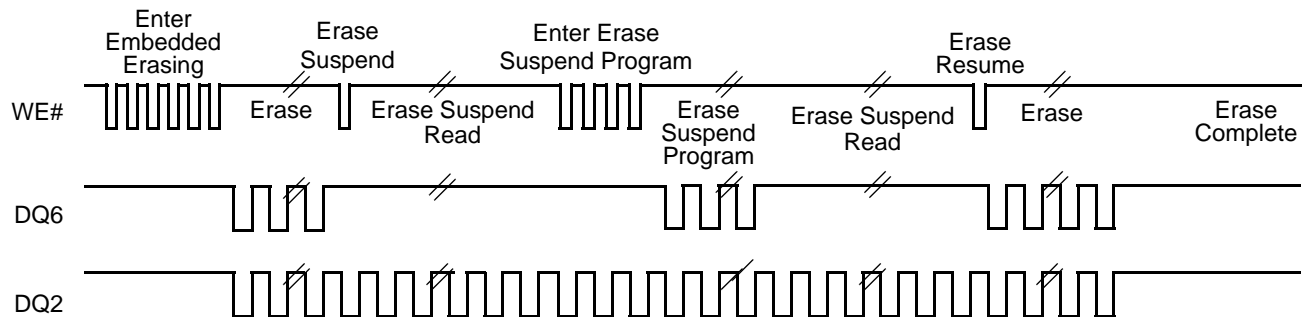 Enter
Embedded
Erasing
Erase
Suspend
Enter Erase
Suspend Program
Erase
Resume
WE#
Erase
Erase Suspend
Read
Erase
Suspend
Program
Erase Suspend
Read
Erase
Erase
Complete
DQ6
DQ2